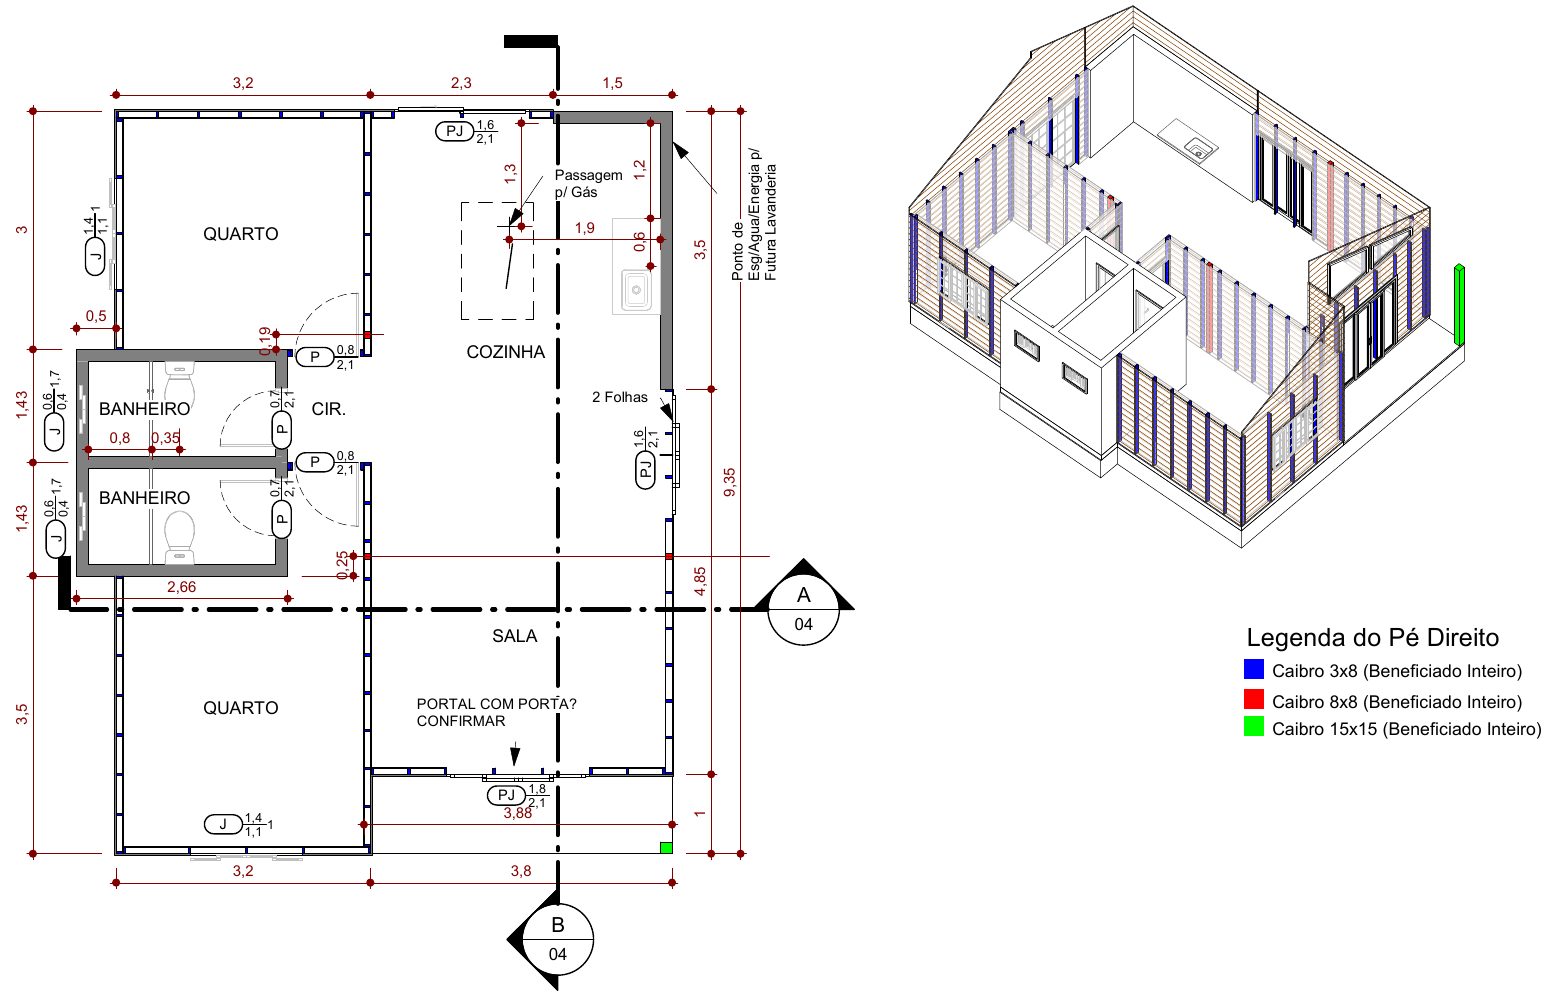 3,2
2,3
1,5
PJ
1,6
2,1
3
1,3
Passagem
p/ Gás
1,2
Ponto de
Esg/Agua/Energia p/
Futura Lavanderia
QUARTO
J
1,4
1,1
1
1,9
0,6
3,5
0,5
0,19
P
0,8
2,1
COZINHA
1,43
J
0,6
0,4
1,7
BANHEIRO
0,7
2,1
P
CIR.
2 Folhas
0,8
0,35
PJ
1,6
2,1
P
0,8
2,1
9,35
1,43
J
0,6
0,4
1,7
BANHEIRO
0,7
2,1
P
0,25
2,66
4,85
A
04
SALA
3,5
QUARTO
PORTAL COM PORTA?
CONFIRMAR
PJ
1,8
2,1
3,88
1
J
1,4
1,1
1
3,2
3,8
B
04
Legenda do Pé Direito
Caibro 3x8 (Beneficiado Inteiro)
Caibro 8x8 (Beneficiado Inteiro)
Caibro 15x15 (Beneficiado Inteiro)